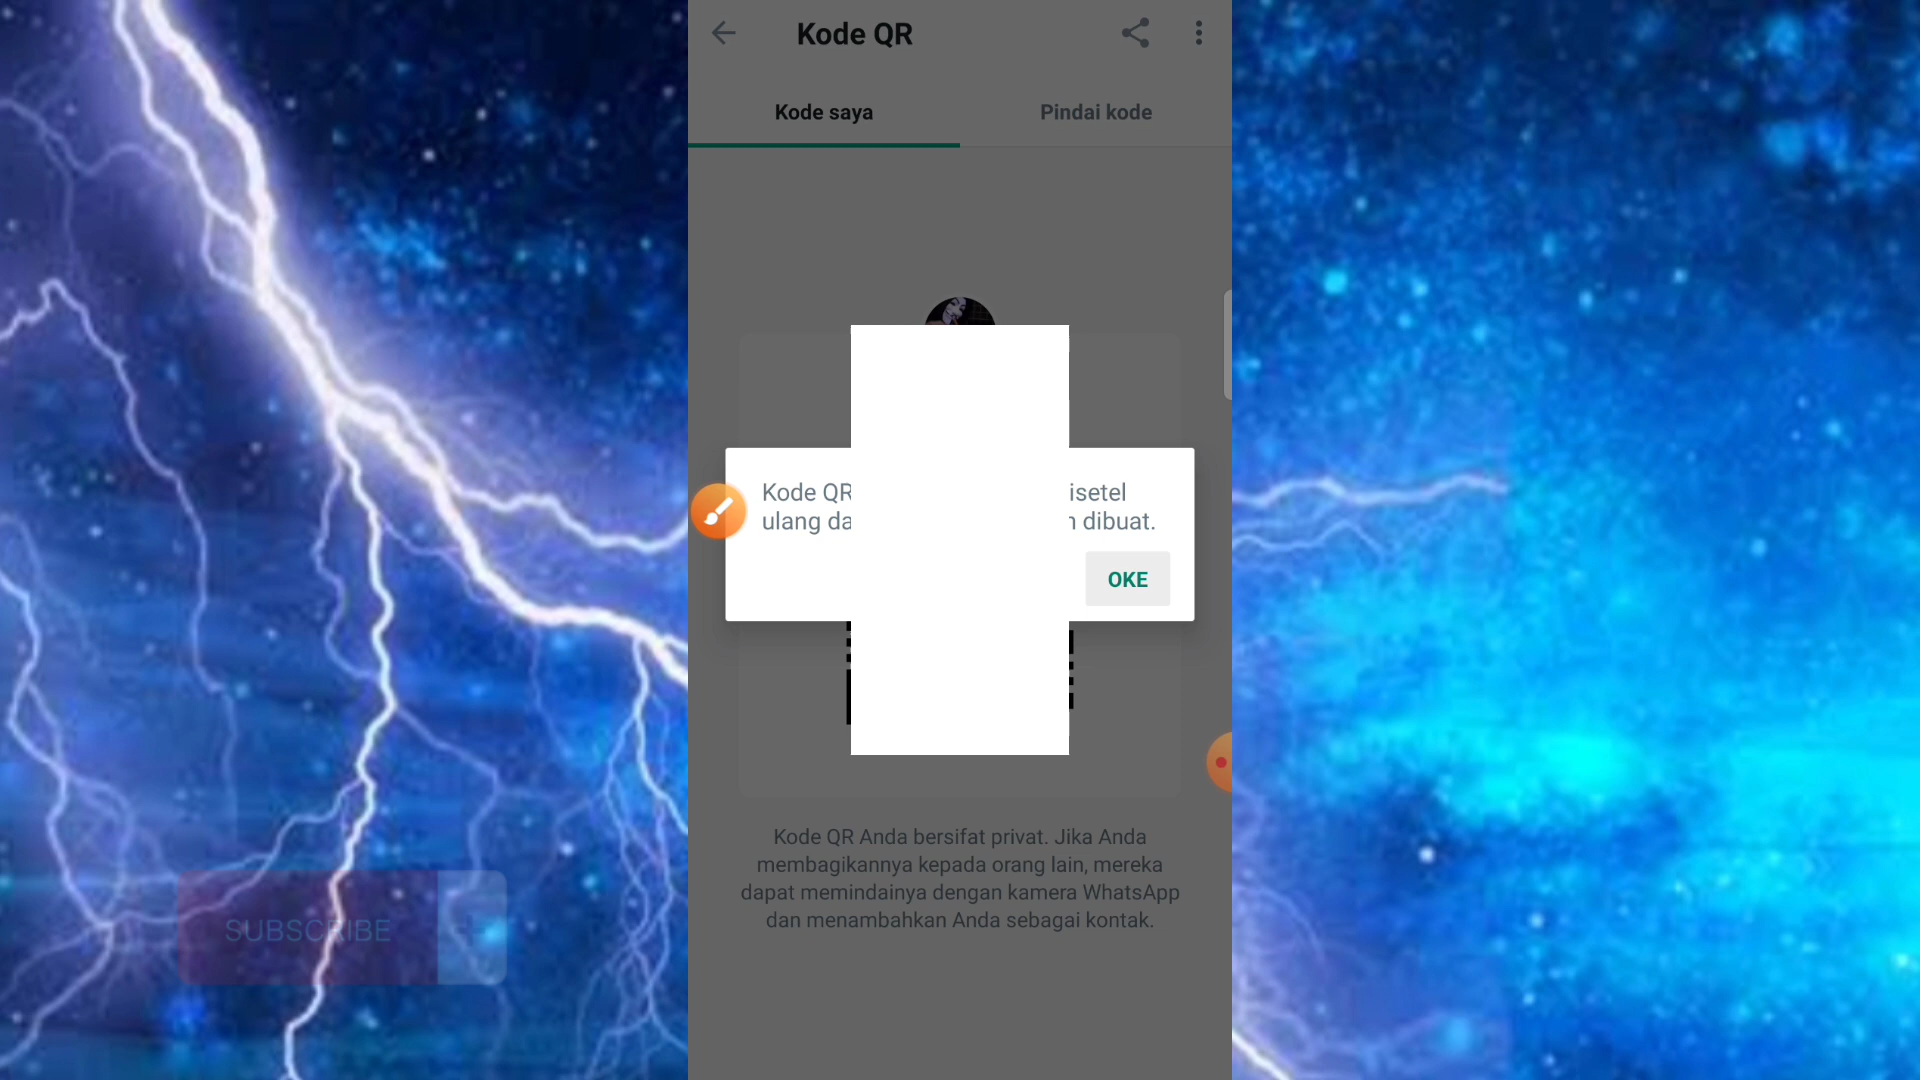 Kode QR
Kode saya
Pindai kode
Kode QR isetel
ulang da dibuat.
OKE
Kode QR Anda bersifat privat. Jika Anda
membagikannya kepada orang lain, mereka
dapat memindainya dengan kamera WhatsApp
dan menambahkan Anda sebagai kontak.
SUBSCRIBE